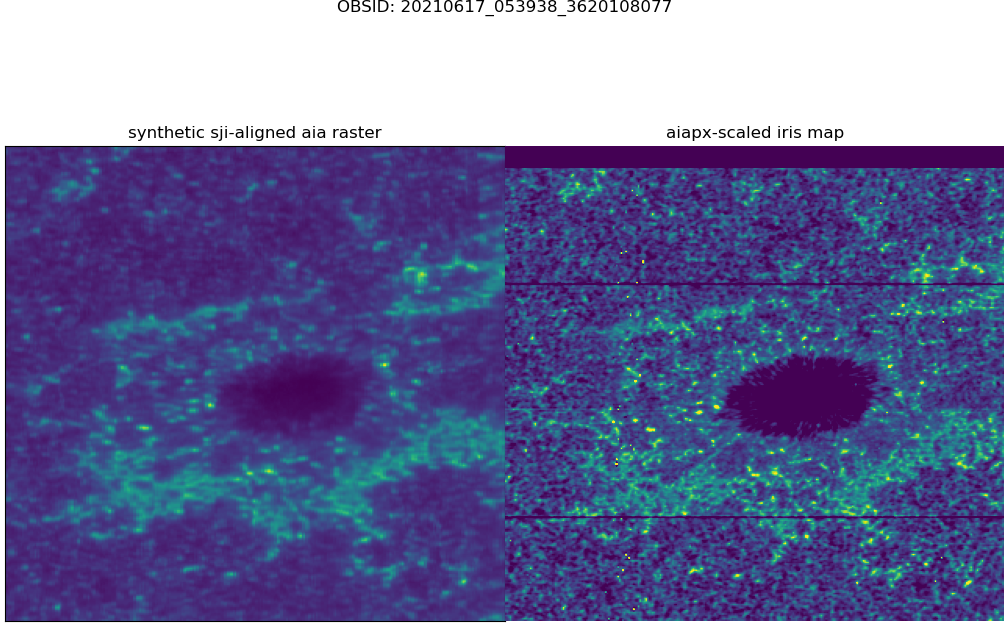 OBSID: 20210617_053938_3620108077
synthetic sji-aligned aia raster
aiapx-scaled iris map